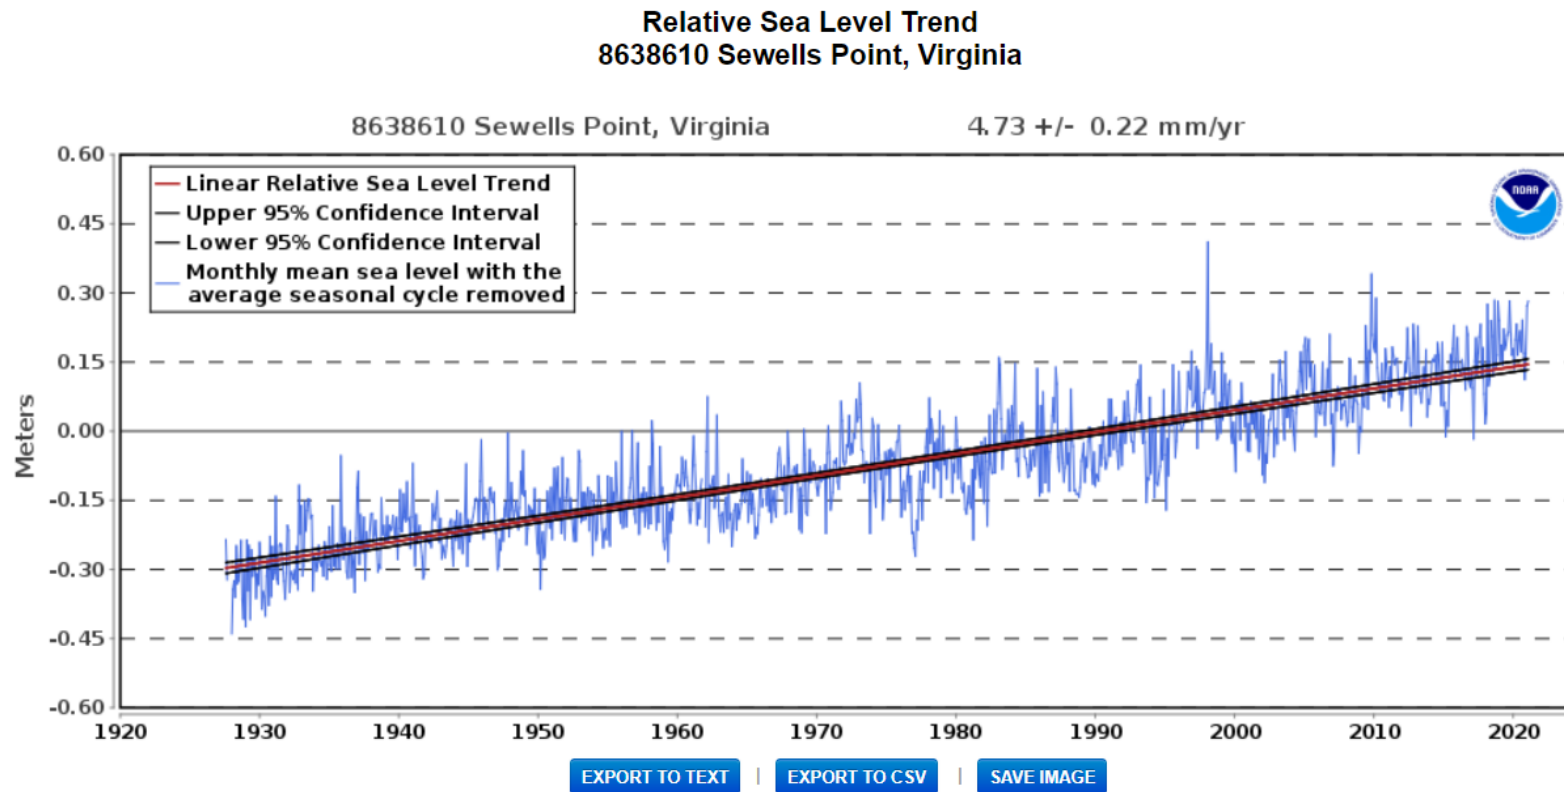 Relative Sea Level Trend
8638610 Sewells Point, Virginia
8638610 Sewells Point, Virginia 4.73 +/- 0.22 mm/yr
Linear Relative Sea Level Trend
Upper 95% Confidence Interval
Lower 95% Confidence Interval
Monthly mean sea level with the
average seasonal cycle removed
NOAA
Meters
0.60
0.45
0.30
0.15
0.00
-0.15
-0.30
-0.45
-0.60
1920 1930 1940 1950 1960 1970 1980 1990 2000 2010 2020
EXPORT TO TEXT | EXPORT TO CSV | SAVE IMAGE